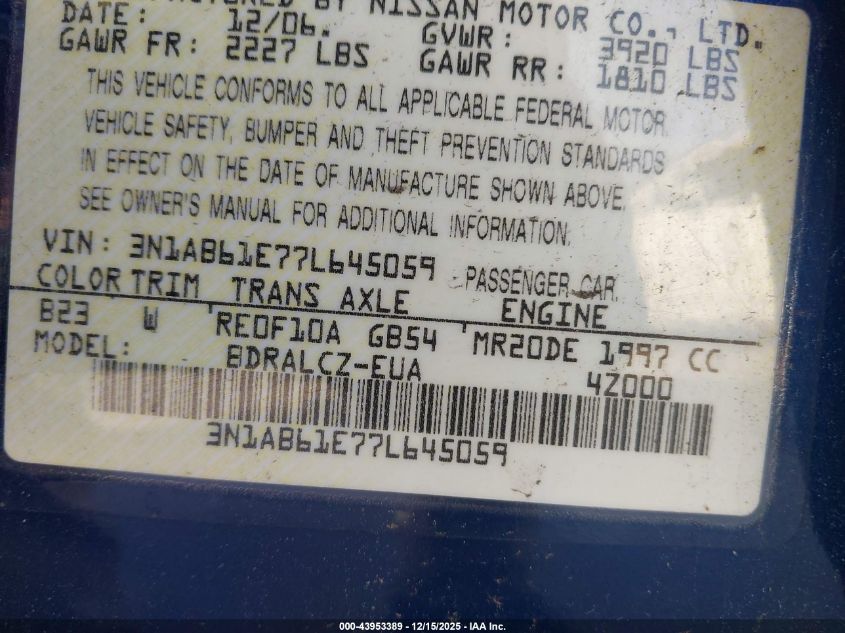 BY NISSAN MOTOR CO., LTD.
DATE: 12/06. GVWR: 3920 LBS
GAWR FR: 2227 LBS GAWR RR: 1810 LBS
THIS VEHICLE CONFORMS TO ALL APPLICABLE FEDERAL MOTOR
VEHICLE SAFETY, BUMPER AND THEFT PREVENTION STANDARDS
IN EFFECT ON THE DATE OF MANUFACTURE SHOWN ABOVE.
SEE OWNER'S MANUAL FOR ADDITIONAL INFORMATION.
VIN: 3N1AB61E77L645059 PASSENGER CAR
COLOR TRIM TRANS AXLE ENGINE
B23 W RE0F10A GB54 MR20DE 1997 CC
MODEL: BDRALCZ-EUA 4Z000
3N1AB61E77L645059
000-43953389 - 12/15/2025 - IAA Inc.